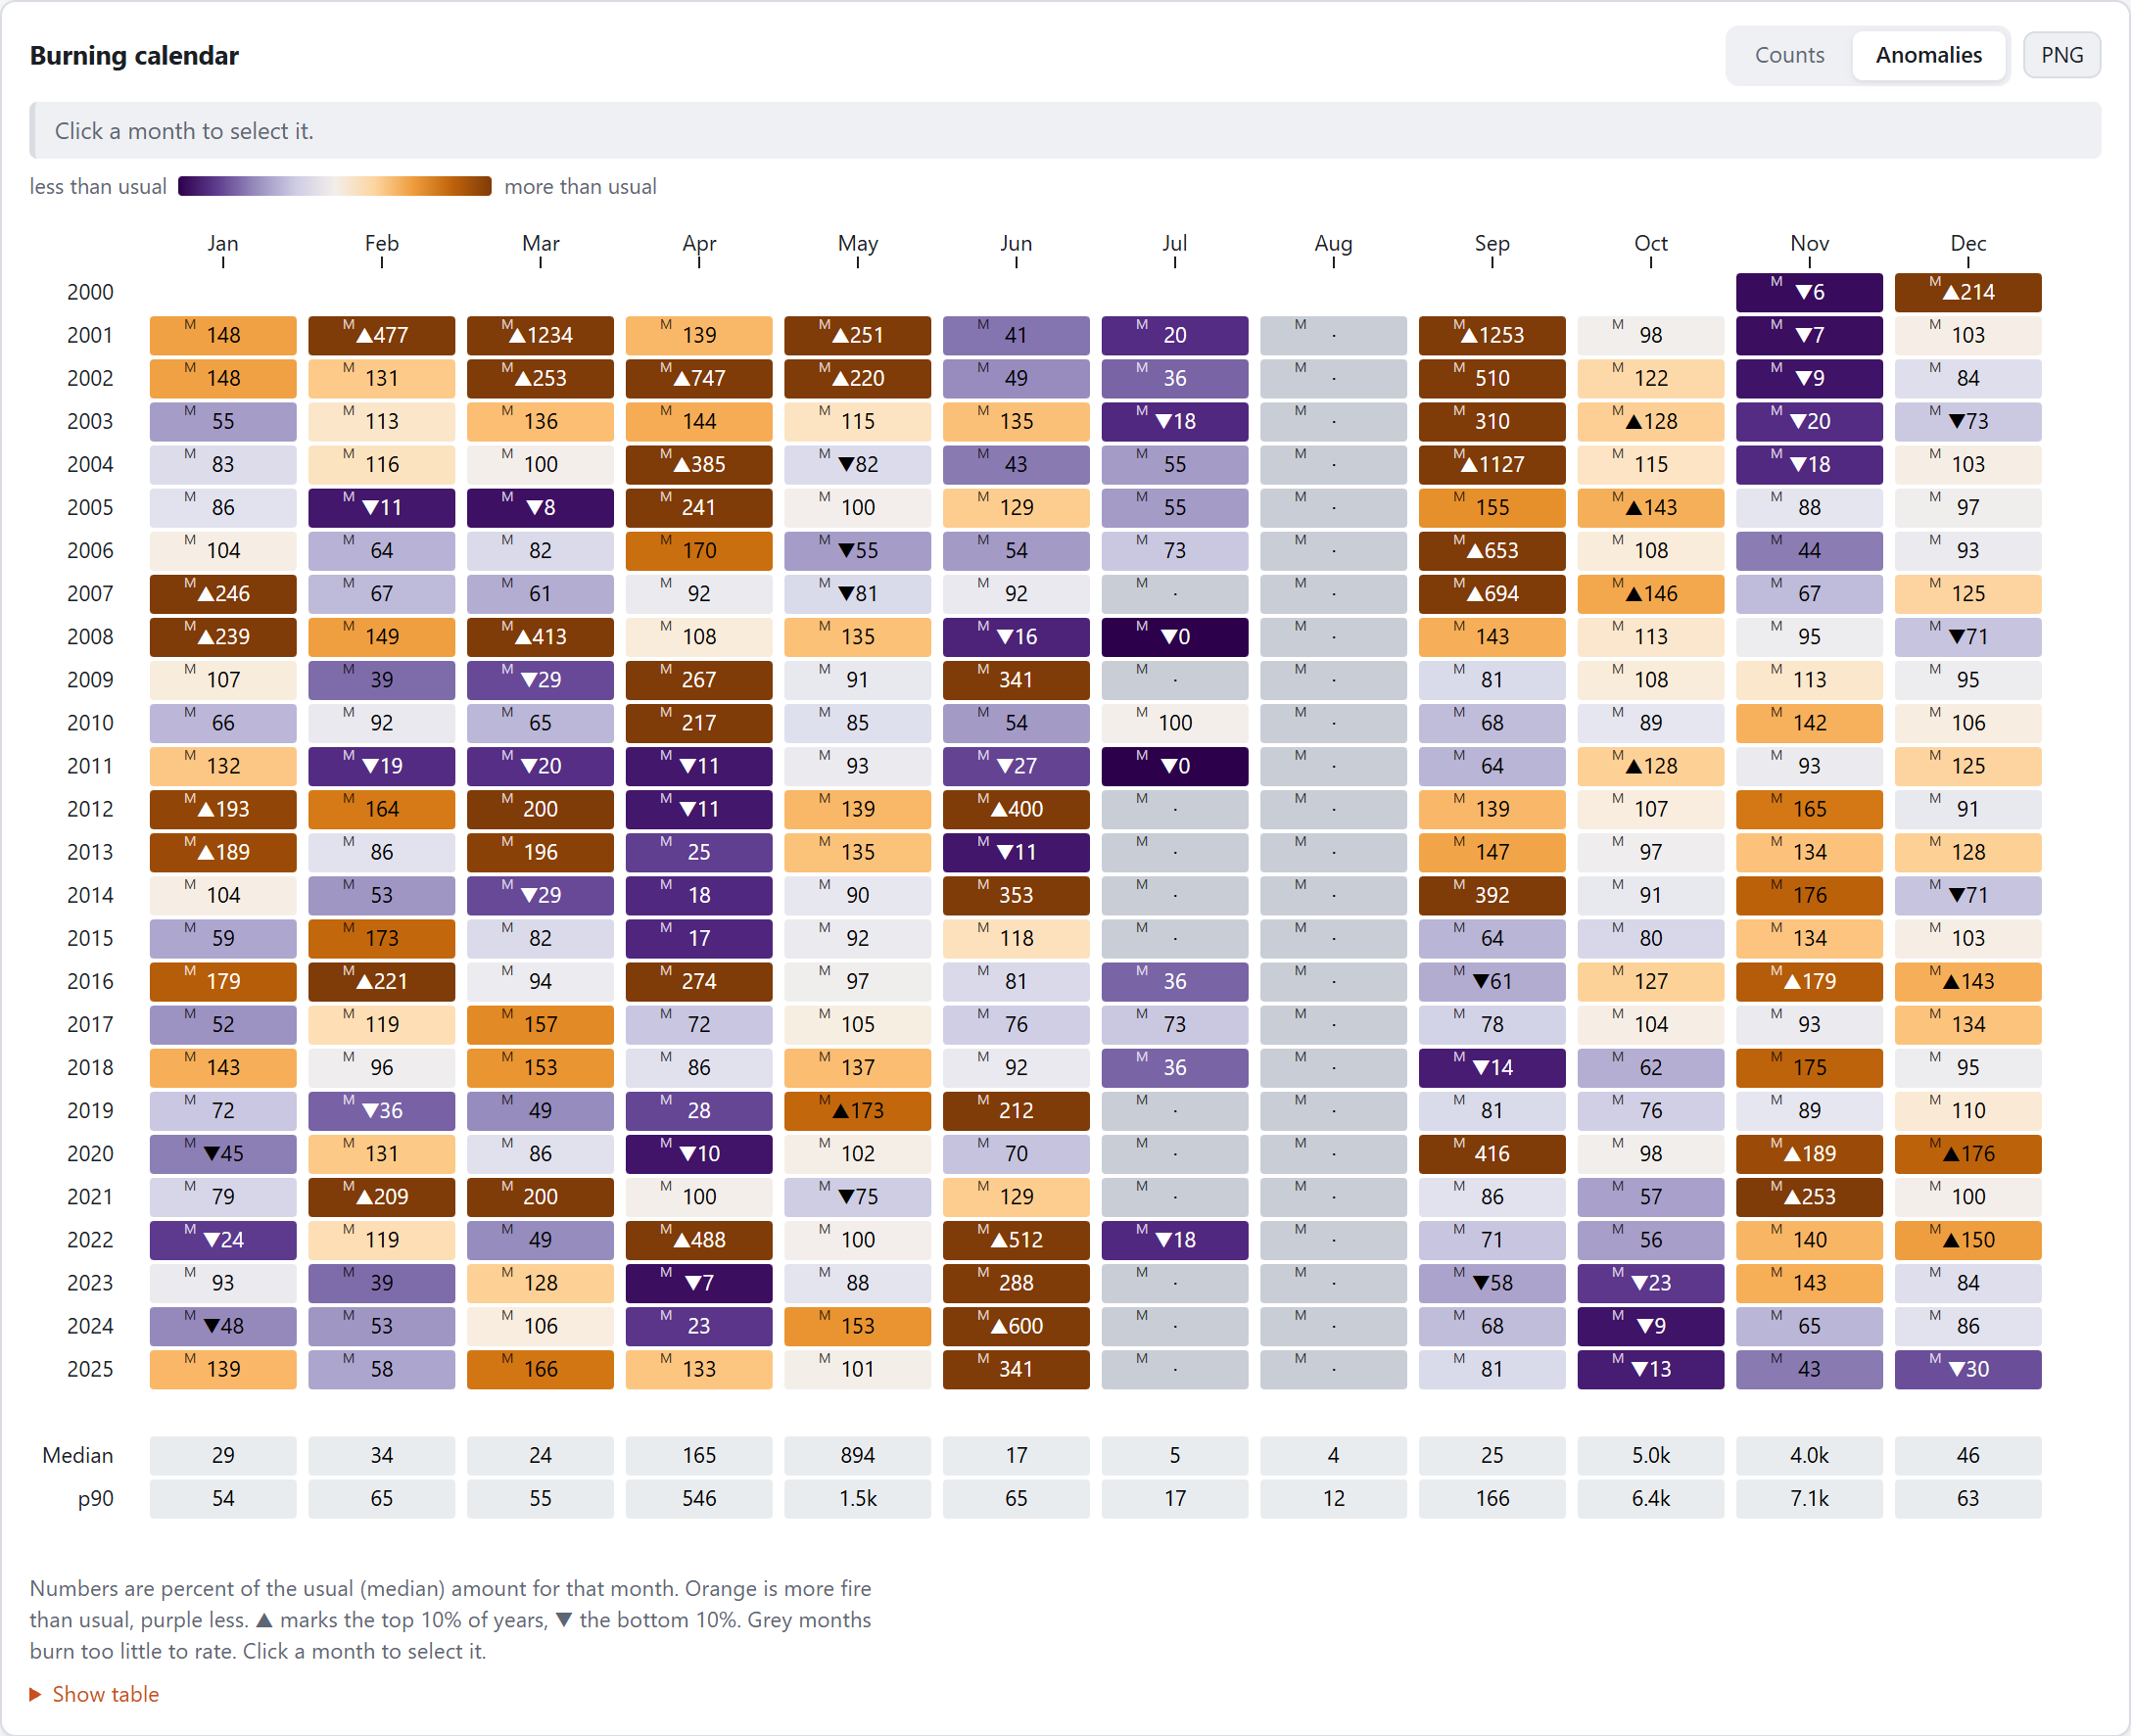 Burning calendar
Counts Anomalies PNG
Click a month to select it.
less than usual more than usual
Jan Feb Mar Apr May Jun Jul Aug Sep Oct Nov Dec
2000 M ▼6 M ▲214
2001 M 148 M ▲477 M ▲1234 M 139 M ▲251 M 41 M 20 M · M ▲1253 M 98 M ▼7 M 103
2002 M 148 M 131 M ▲253 M ▲747 M ▲220 M 49 M 36 M · M 510 M 122 M ▼9 M 84
2003 M 55 M 113 M 136 M 144 M 115 M 135 M ▼18 M · M 310 M ▲128 M ▼20 M ▼73
2004 M 83 M 116 M 100 M ▲385 M ▼82 M 43 M 55 M · M ▲1127 M 115 M ▼18 M 103
2005 M 86 M ▼11 M ▼8 M 241 M 100 M 129 M 55 M · M 155 M ▲143 M 88 M 97
2006 M 104 M 64 M 82 M 170 M ▼55 M 54 M 73 M · M ▲653 M 108 M 44 M 93
2007 M ▲246 M 67 M 61 M 92 M ▼81 M 92 M · M · M ▲694 M ▲146 M 67 M 125
2008 M ▲239 M 149 M ▲413 M 108 M 135 M ▼16 M ▼0 M · M 143 M 113 M 95 M ▼71
2009 M 107 M 39 M ▼29 M 267 M 91 M 341 M · M · M 81 M 108 M 113 M 95
2010 M 66 M 92 M 65 M 217 M 85 M 54 M 100 M · M 68 M 89 M 142 M 106
2011 M 132 M ▼19 M ▼20 M ▼11 M 93 M ▼27 M ▼0 M · M 64 M ▲128 M 93 M 125
2012 M ▲193 M 164 M 200 M ▼11 M 139 M ▲400 M · M · M 139 M 107 M 165 M 91
2013 M ▲189 M 86 M 196 M 25 M 135 M ▼11 M · M · M 147 M 97 M 134 M 128
2014 M 104 M 53 M ▼29 M 18 M 90 M 353 M · M · M 392 M 91 M 176 M ▼71
2015 M 59 M 173 M 82 M 17 M 92 M 118 M · M · M 64 M 80 M 134 M 103
2016 M 179 M ▲221 M 94 M 274 M 97 M 81 M 36 M · M ▼61 M 127 M ▲179 M ▲143
2017 M 52 M 119 M 157 M 72 M 105 M 76 M 73 M · M 78 M 104 M 93 M 134
2018 M 143 M 96 M 153 M 86 M 137 M 92 M 36 M · M ▼14 M 62 M 175 M 95
2019 M 72 M ▼36 M 49 M 28 M ▲173 M 212 M · M · M 81 M 76 M 89 M 110
2020 M ▼45 M 131 M 86 M ▼10 M 102 M 70 M · M · M 416 M 98 M ▲189 M ▲176
2021 M 79 M ▲209 M 200 M 100 M ▼75 M 129 M · M · M 86 M 57 M ▲253 M 100
2022 M ▼24 M 119 M 49 M ▲488 M 100 M ▲512 M ▼18 M · M 71 M 56 M 140 M ▲150
2023 M 93 M 39 M 128 M ▼7 M 88 M 288 M · M · M ▼58 M ▼23 M 143 M 84
2024 M ▼48 M 53 M 106 M 23 M 153 M ▲600 M · M · M 68 M ▼9 M 65 M 86
2025 M 139 M 58 M 166 M 133 M 101 M 341 M · M · M 81 M ▼13 M 43 M ▼30
Median 29 34 24 165 894 17 5 4 25 5.0k 4.0k 46
p90 54 65 55 546 1.5k 65 17 12 166 6.4k 7.1k 63
Numbers are percent of the usual (median) amount for that month. Orange is more fire
than usual, purple less. ▲ marks the top 10% of years, ▼ the bottom 10%. Grey months
burn too little to rate. Click a month to select it.
▶ Show table